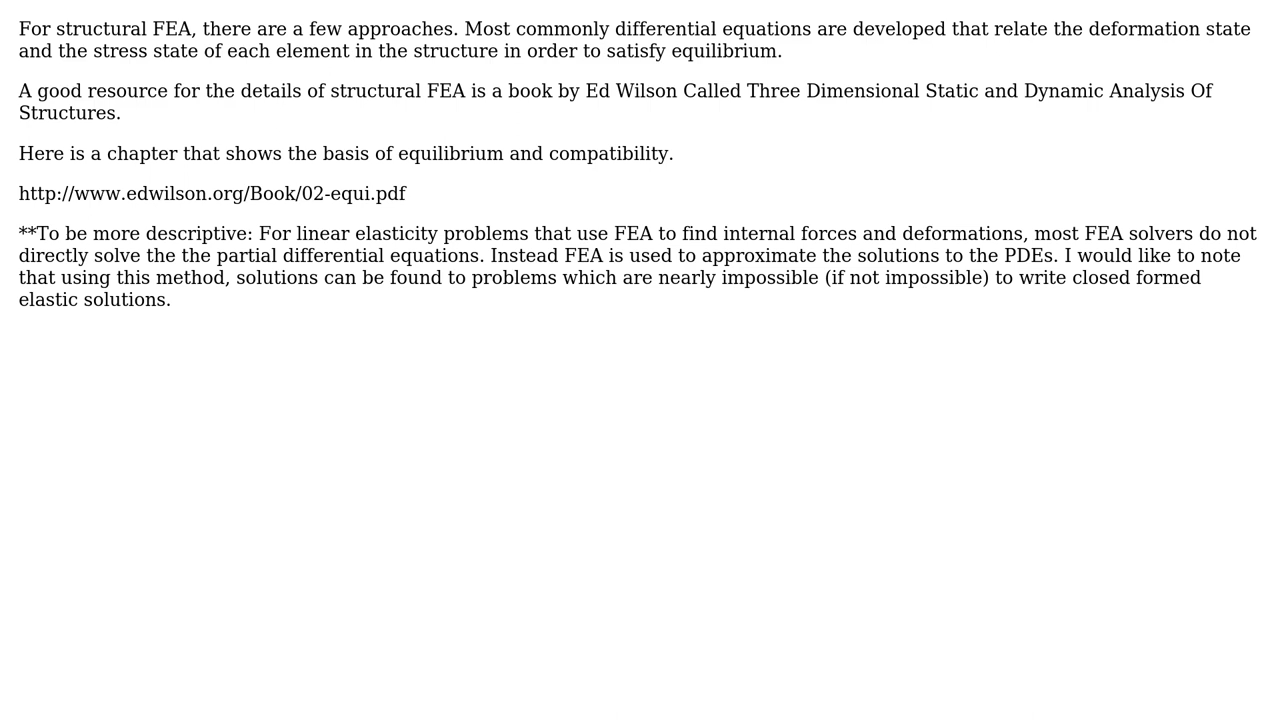 For structural FEA, there are a few approaches. Most commonly differential equations are developed that relate the deformation state
and the stress state of each element in the structure in order to satisfy equilibrium.
A good resource for the details of structural FEA is a book by Ed Wilson Called Three Dimensional Static and Dynamic Analysis Of
Structures.
Here is a chapter that shows the basis of equilibrium and compatibility.
http://www.edwilson.org/Book/02-equi.pdf
**To be more descriptive: For linear elasticity problems that use FEA to find internal forces and deformations, most FEA solvers do not
directly solve the the partial differential equations. Instead FEA is used to approximate the solutions to the PDEs. I would like to note
that using this method, solutions can be found to problems which are nearly impossible (if not impossible) to write closed formed
elastic solutions.